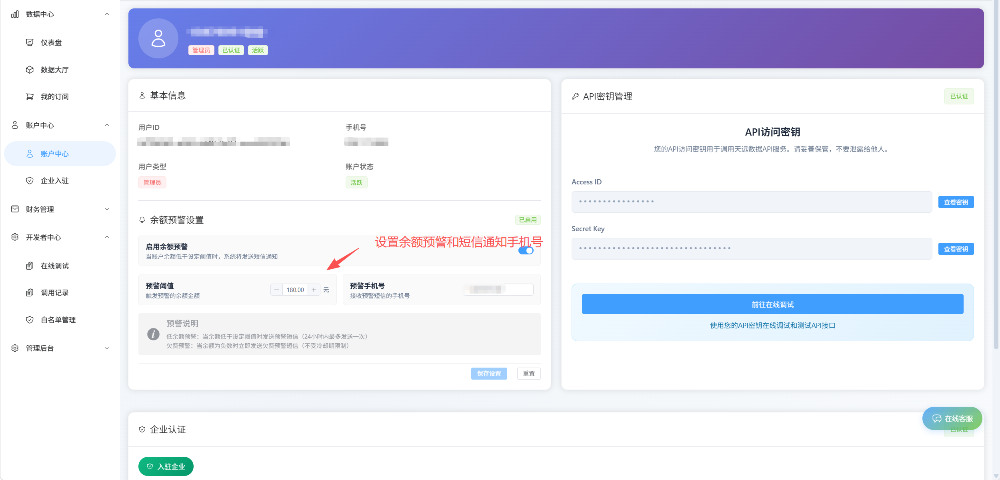 数据中心
仪表盘
数据大厅
我的订阅
账户中心
账户中心
企业入驻
财务管理
开发者中心
在线调试
调用记录
白名单管理
管理后台
管理员 已认证 活跃
基本信息
用户ID 手机号
用户类型 账户状态
管理员 活跃
余额预警设置 已启用
设置余额预警和短信通知手机号
启用余额预警
当账户余额低于设定阈值时，系统将发送短信通知
预警阈值
触发预警的余额金额
180.00 元
预警手机号
接收预警短信的手机号
预警说明
低余额预警：当余额低于设定阈值时发送预警短信（24小时内最多发送一次）
欠费预警：当余额为负数时立即发送欠费预警短信（不受冷却期限制）
保存设置 重置
API密钥管理 已认证
API访问密钥
您的API访问密钥用于调用天远数据API服务。请妥善保管，不要泄露给他人。
Access ID
•••••••••••••••• 查看密钥
Secret Key
•••••••••••••••••••••••••••••••• 查看密钥
前往在线调试
使用您的API密钥在线调试和测试API接口
企业认证 已认证
在线客服
入驻企业